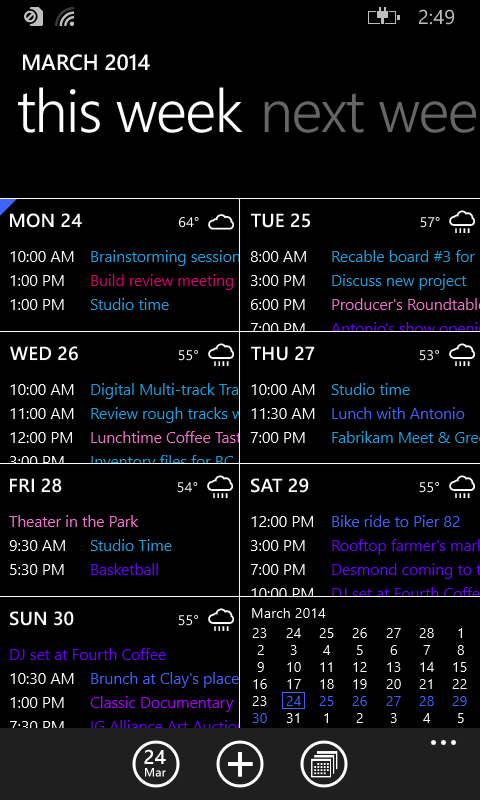 2:49
MARCH 2014
this week next wee
MON 24 64°
10:00 AM Brainstorming session
1:00 PM Build review meeting
1:00 PM Studio time
TUE 25 57°
8:00 AM Recable board #3 for
3:00 PM Discuss new project
6:00 PM Producer's Roundtable
7:00 PM Antonio's show openi
WED 26 55°
10:00 AM Digital Multi-track Tra
11:00 AM Review rough tracks w
12:00 PM Lunchtime Coffee Tast
3:00 PM Inventory files for BC
THU 27 53°
10:00 AM Studio time
11:30 AM Lunch with Antonio
7:00 PM Fabrikam Meet & Gree
FRI 28 54°
Theater in the Park
9:30 AM Studio Time
5:30 PM Basketball
SAT 29 55°
12:00 PM Bike ride to Pier 82
3:00 PM Rooftop farmer's mark
7:00 PM Desmond coming to t
10:00 PM DJ set at Fourth Coffe
SUN 30 55°
DJ set at Fourth Coffee
10:30 AM Brunch at Clay's place
1:00 PM Classic Documentary
7:30 PM IG Alliance Art Auctio
March 2014
23 24 25 26 27 28 1
2 3 4 5 6 7 8
9 10 11 12 13 14 15
16 17 18 19 20 21 22
23 24 25 26 27 28 29
30 31 1 2 3 4 5
24
Mar